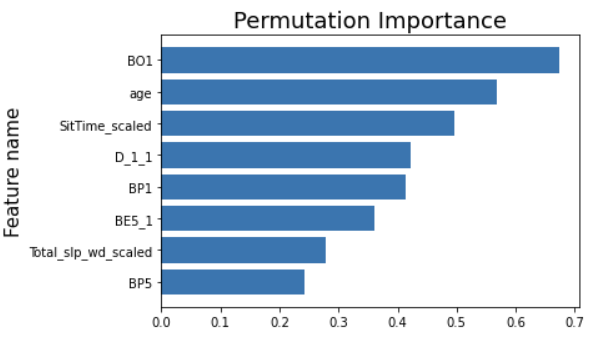 Permutation Importance
Feature name
BO1
age
SitTime_scaled
D_1_1
BP1
BE5_1
Total_slp_wd_scaled
BP5
0.0 0.1 0.2 0.3 0.4 0.5 0.6 0.7